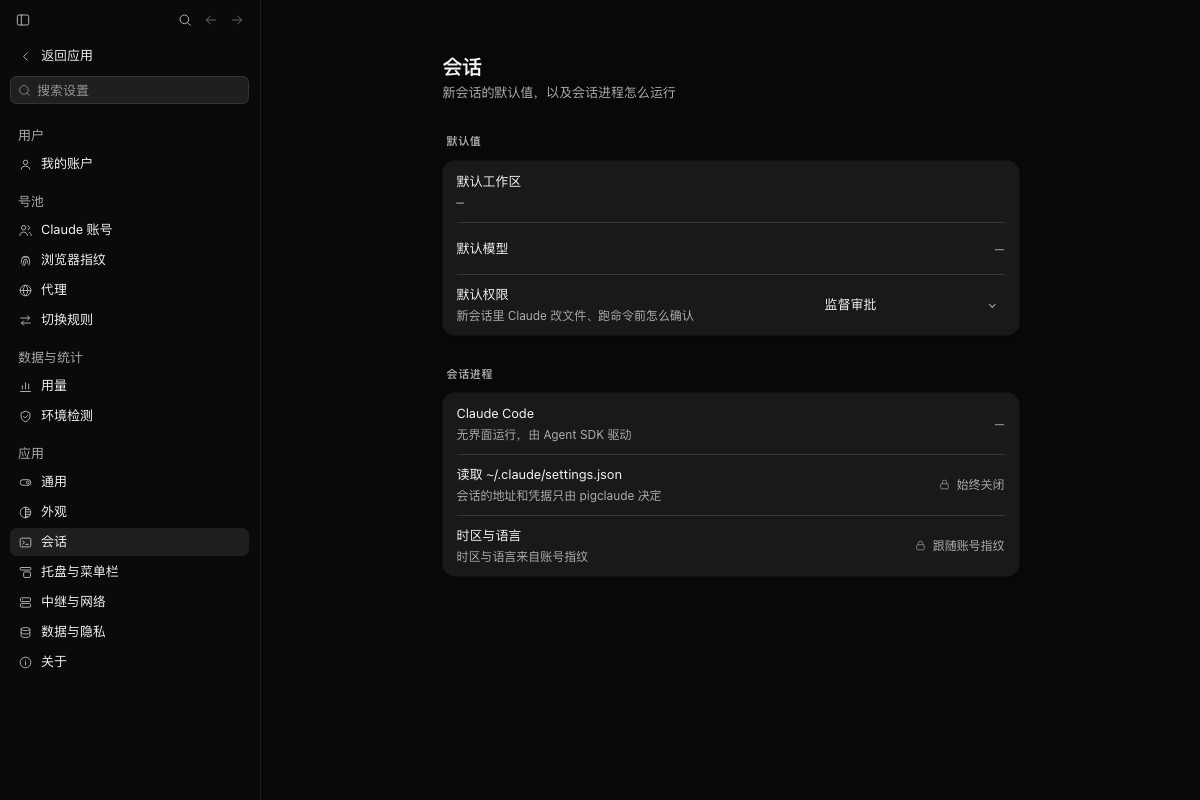 返回应用
搜索设置
用户
我的账户
号池
Claude 账号
浏览器指纹
代理
切换规则
数据与统计
用量
环境检测
应用
通用
外观
会话
托盘与菜单栏
中继与网络
数据与隐私
关于
会话
新会话的默认值，以及会话进程怎么运行
默认值
默认工作区
—
默认模型
—
默认权限
新会话里 Claude 改文件、跑命令前怎么确认
监督审批
会话进程
Claude Code
无界面运行，由 Agent SDK 驱动
—
读取 ~/.claude/settings.json
会话的地址和凭据只由 pigclaude 决定
始终关闭
时区与语言
时区与语言来自账号指纹
跟随账号指纹